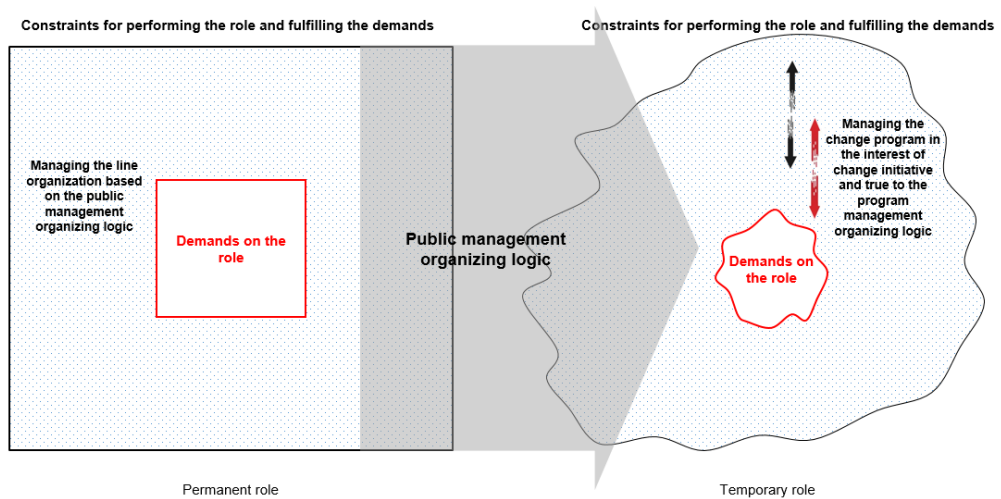 Constraints for performing the role and fulfilling the demands
Managing the line
organization based
on the public
management
organizing logic
Demands on the
role
Public management
organizing logic
Constraints for performing the role and fulfilling the demands
Managing the
change program in
the interest of
change initiative
and true to the
program
management
organizing logic
Demands on
the role
Permanent role
Temporary role